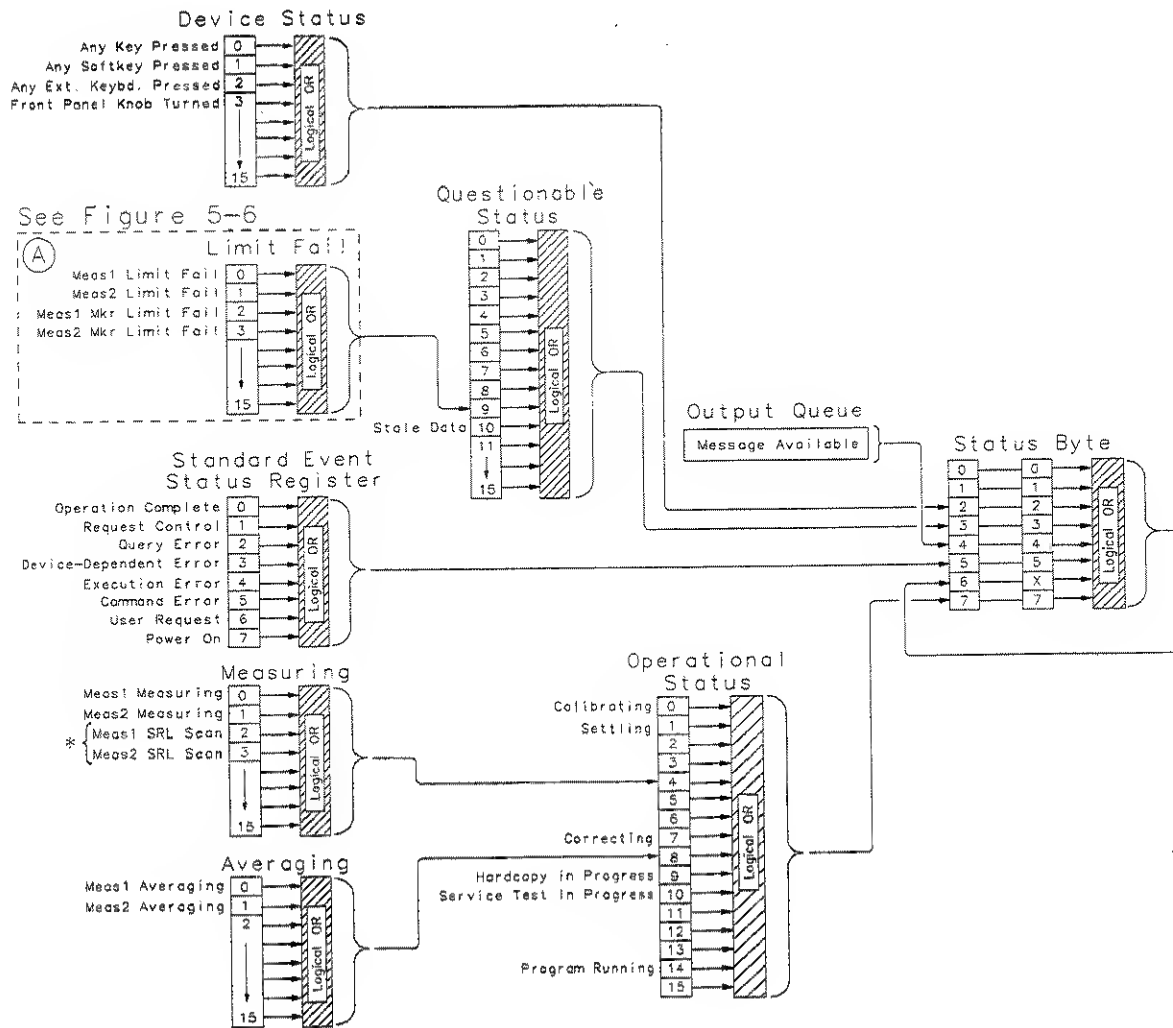 Device Status
Any Key Pressed 0
Any Softkey Pressed 1
Any Ext. Keybd. Pressed 2
Front Panel Knob Turned 3
15
Logical OR
See Figure 5-6
A
Limit Fail
Meas1 Limit Fail 0
Meas2 Limit Fail 1
Meas1 Mkr Limit Fail 2
Meas2 Mkr Limit Fail 3
15
Logical OR
Questionable
Status
0
1
2
3
4
5
6
7
8
9
Stale Data 10
11
15
Logical OR
Standard Event
Status Register
Operation Complete 0
Request Control 1
Query Error 2
Device-Dependent Error 3
Execution Error 4
Command Error 5
User Request 6
Power On 7
Logical OR
Output Queue
Message Available
Status Byte
0 0
1 1
2 2
3 3
4 4
5 5
6 X
7 7
Logical OR
Measuring
Meas1 Measuring 0
Meas2 Measuring 1
* Meas1 SRL Scan 2
Meas2 SRL Scan 3
15
Logical OR
Averaging
Meas1 Averaging 0
Meas2 Averaging 1
2
15
Logical OR
Operational
Status
Calibrating 0
Settling 1
2
3
4
5
6
Correcting 7
8
Hardcopy in Progress 9
Service Test in Progress 10
11
12
13
Program Running 14
15
Logical OR